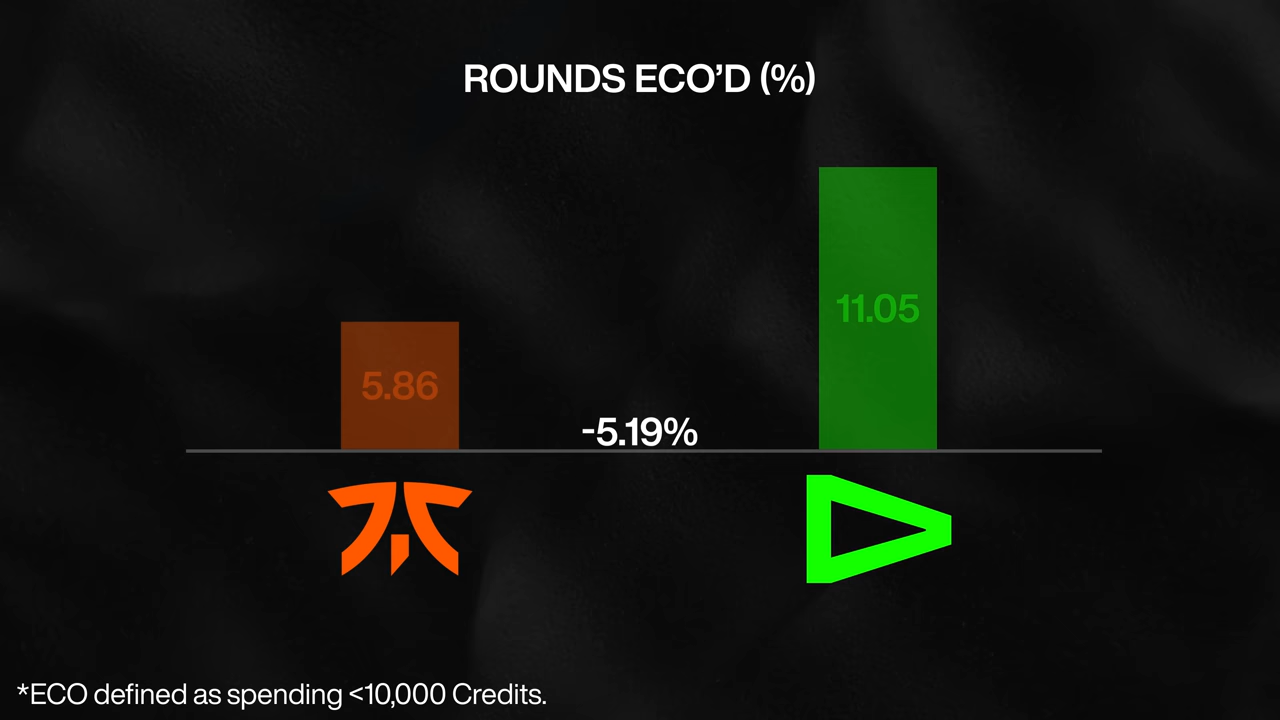 ROUNDS ECO’D (%)
11.05
5.86
-5.19%
*ECO defined as spending <10,000 Credits.